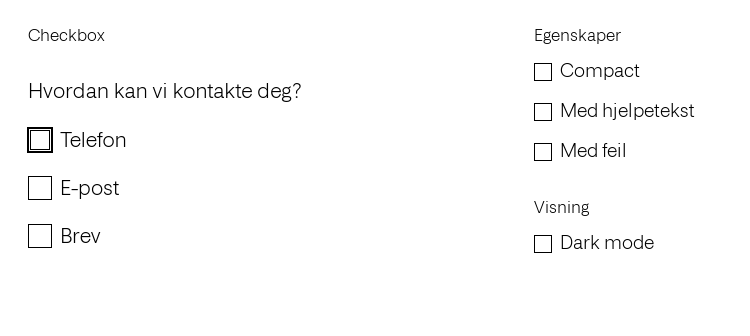 Checkbox
Hvordan kan vi kontakte deg?
Telefon
E-post
Brev
Egenskaper
Compact
Med hjelpetekst
Med feil
Visning
Dark mode